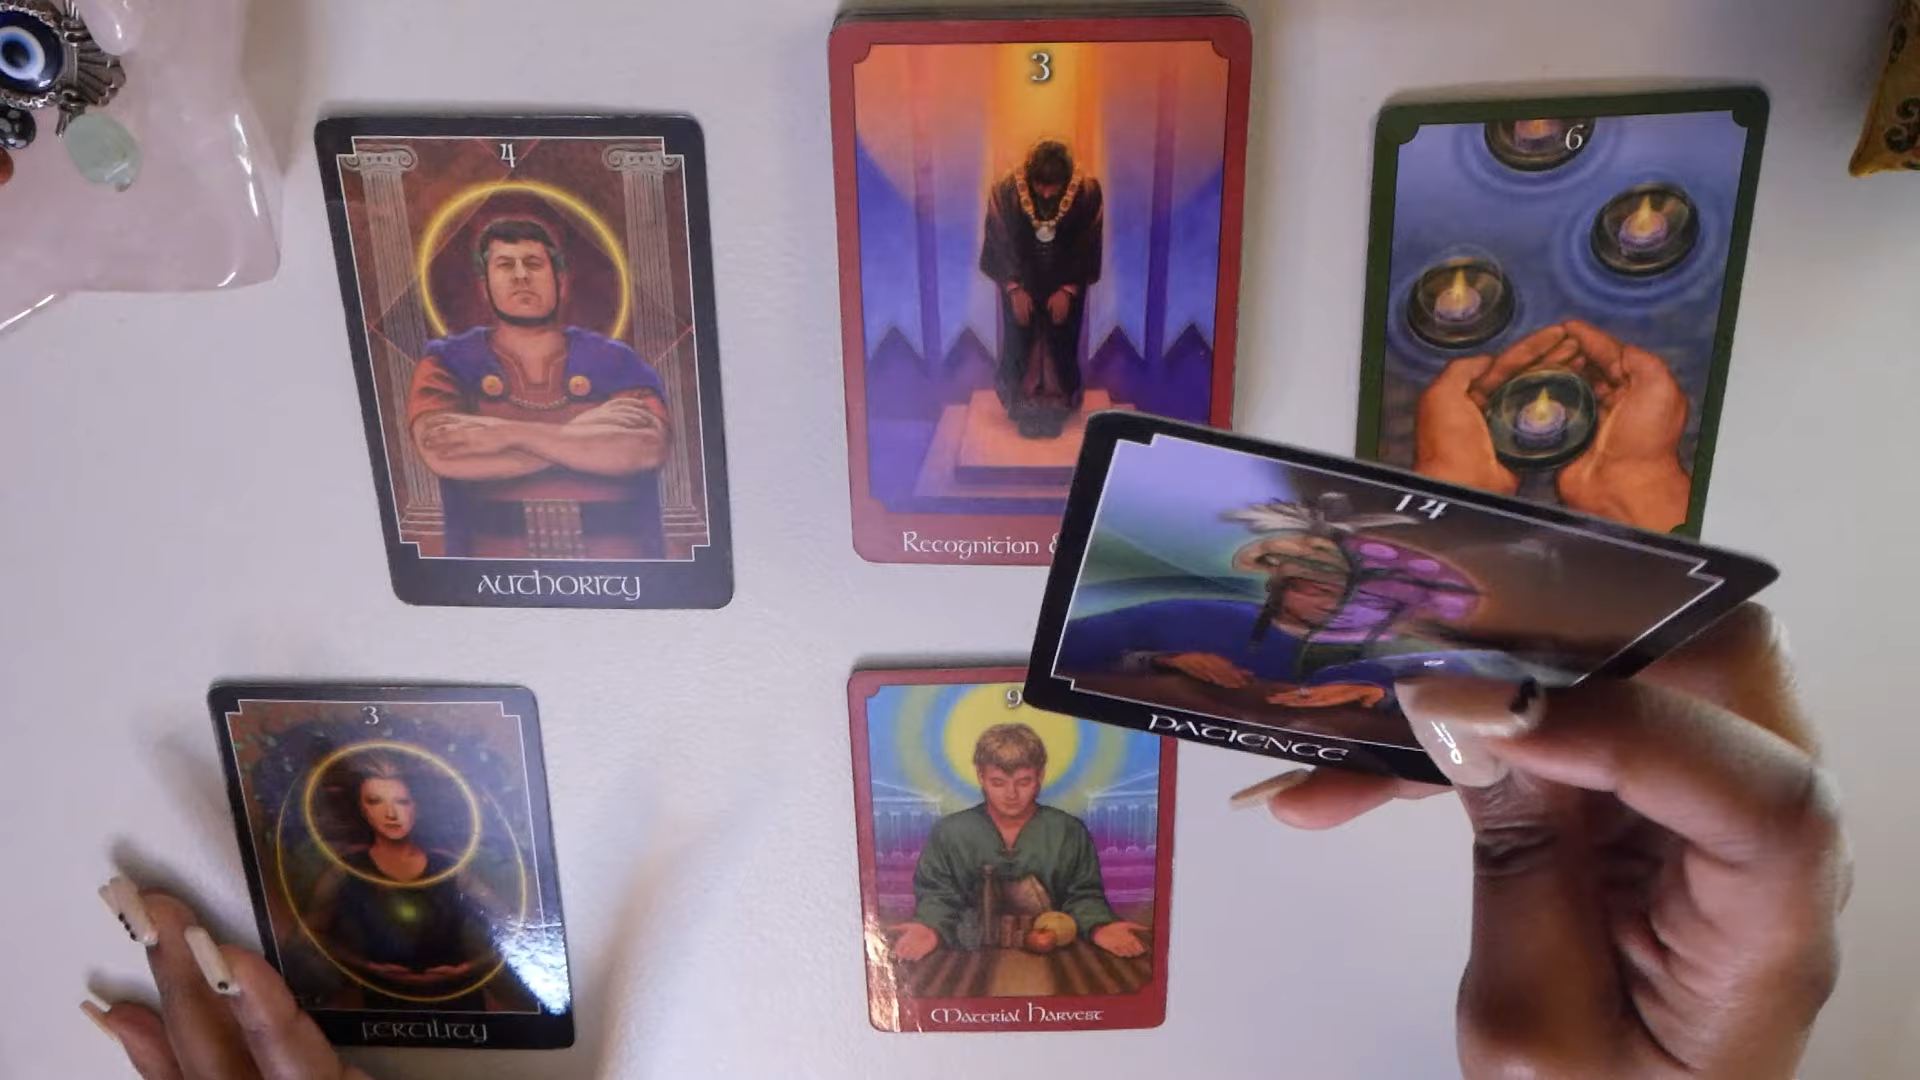 4
AUTHORITY
3
Recognition &
6
14
PATIENCE
3
FERTILITY
9
Material Harvest